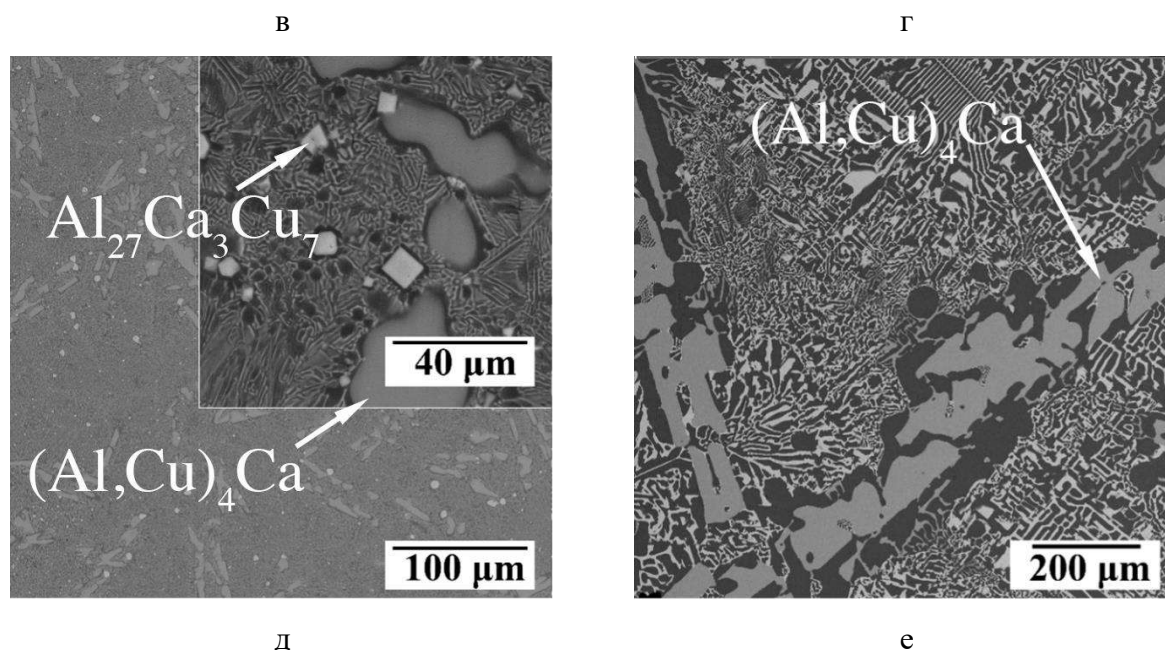 в
г
(Al,Cu)4Ca
Al27Ca3Cu7
40 µm
(Al,Cu)4Ca
100 µm
200 µm
д
е